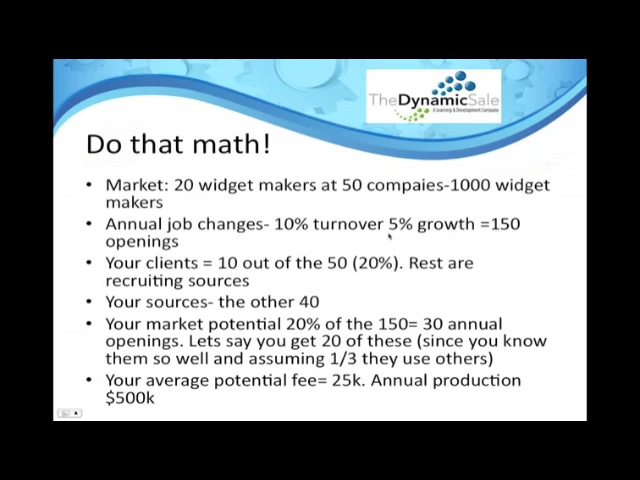 TheDynamicSale
A Learning & Development Company
Do that math!
• Market: 20 widget makers at 50 compaies-1000 widget
makers
• Annual job changes- 10% turnover 5% growth =150
openings
• Your clients = 10 out of the 50 (20%). Rest are
recruiting sources
• Your sources- the other 40
• Your market potential 20% of the 150= 30 annual
openings. Lets say you get 20 of these (since you know
them so well and assuming 1/3 they use others)
• Your average potential fee= 25k. Annual production
$500k